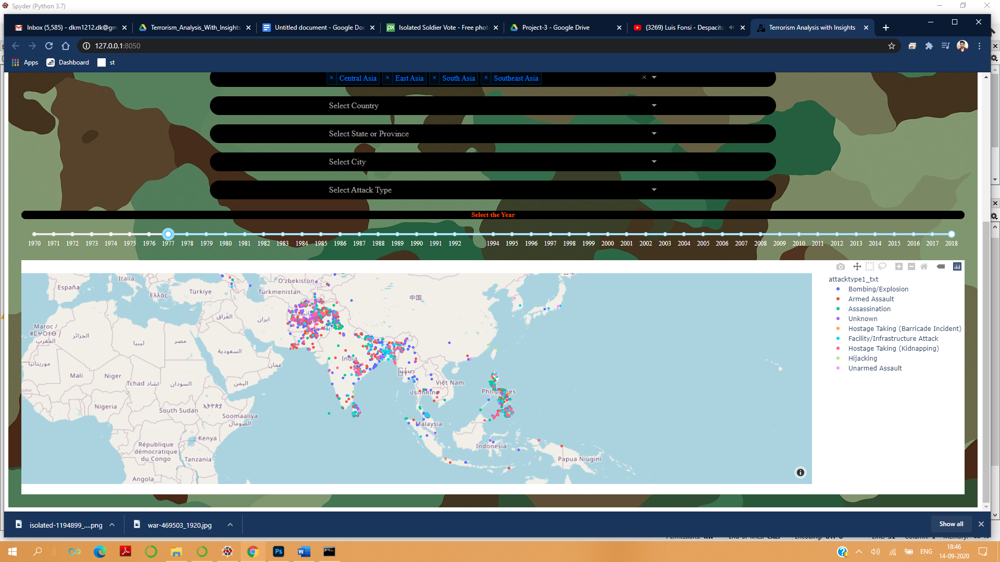 Spyder (Python 3.7)
Inbox (5,585) - dkm1212.dk@gm
Terrorism_Analysis_With_Insights
Untitled document - Google Doc
Isolated Soldier Vote - Free phot
Project-3 - Google Drive
(3269) Luis Fonsi - Despacito
Terrorism Analysis with Insights
127.0.0.1:8050
Apps
Dashboard
st
Central Asia
East Asia
South Asia
Southeast Asia
Select Country
Select State or Province
Select City
Select Attack Type
Select the Year
1970 1971 1972 1973 1974 1975 1976 1977 1978 1979 1980 1981 1982 1983 1984 1985 1986 1987 1988 1989 1990 1991 1992 1994 1995 1996 1997 1998 1999 2000 2001 2002 2003 2004 2005 2006 2007 2008 2009 2010 2011 2012 2013 2014 2015 2016 2017 2018
attacktype1_txt
Bombing/Explosion
Armed Assault
Assassination
Unknown
Hostage Taking (Barricade Incident)
Facility/Infrastructure Attack
Hostage Taking (Kidnapping)
Hijacking
Unarmed Assault
Italia
O'zbekiston
España
Türkiye
Türkmenistan
Ελλάς
中国
العراق
ایران
Maroc /
ⵍⵎⵖⵔⵉⴱ /
المغرب
الجزائر
ليبيا
مصر
السعودية
India
موريتانيا
عمان
Mali
Niger
Tchad تشاد
السودان
اليمن
Việt Nam
Philippines
Nigeria
South Sudan
ኢትዮጵያ
Soomaaliya
الصومال
Malaysia
Kenya
République
démocratique
du Congo
Tanzania
Indonesia
Papua Niugini
Angola
isolated-1194899_....png
war-469503_1920.jpg
Show all
Ps
ENG
18:46
14-09-2020